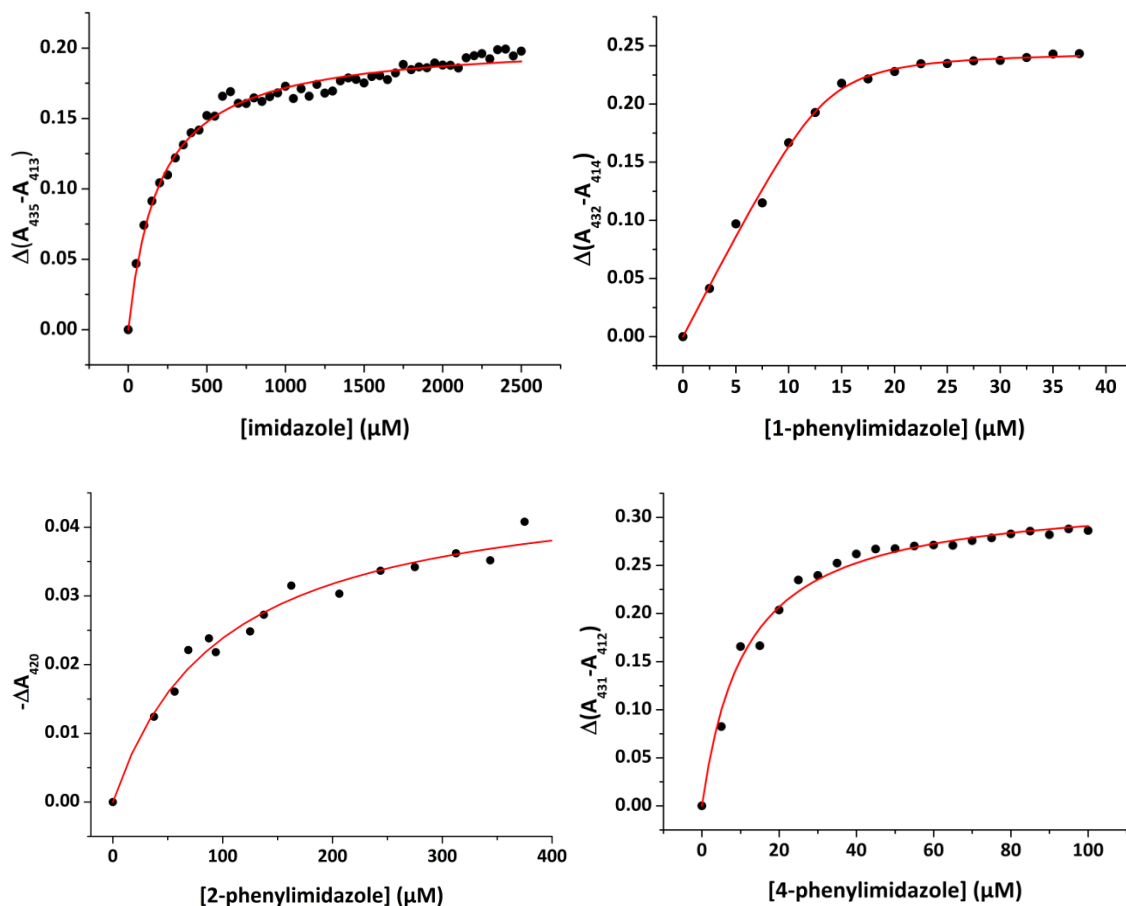 0.20
0.15
0.10
0.05
0.00
Δ(A435-A413)
0 500 1000 1500 2000 2500
[imidazole] (µM)
0.25
0.20
0.25
0.10
0.05
0.00
Δ(A432-A414)
0 5 5 10 15 20 25 30 35 40
[1-phenylimidazole] (µM)
0.04
0.03
0.02
0.01
0.00
-ΔA420
0 100 200 300 400
[2-phenylimidazole] (µM)
0.30
0.25
0.20
0.15
0.10
0.05
0.00
Δ(A431-A412)
0 20 40 60 80 100
[4-phenylimidazole] (µM)